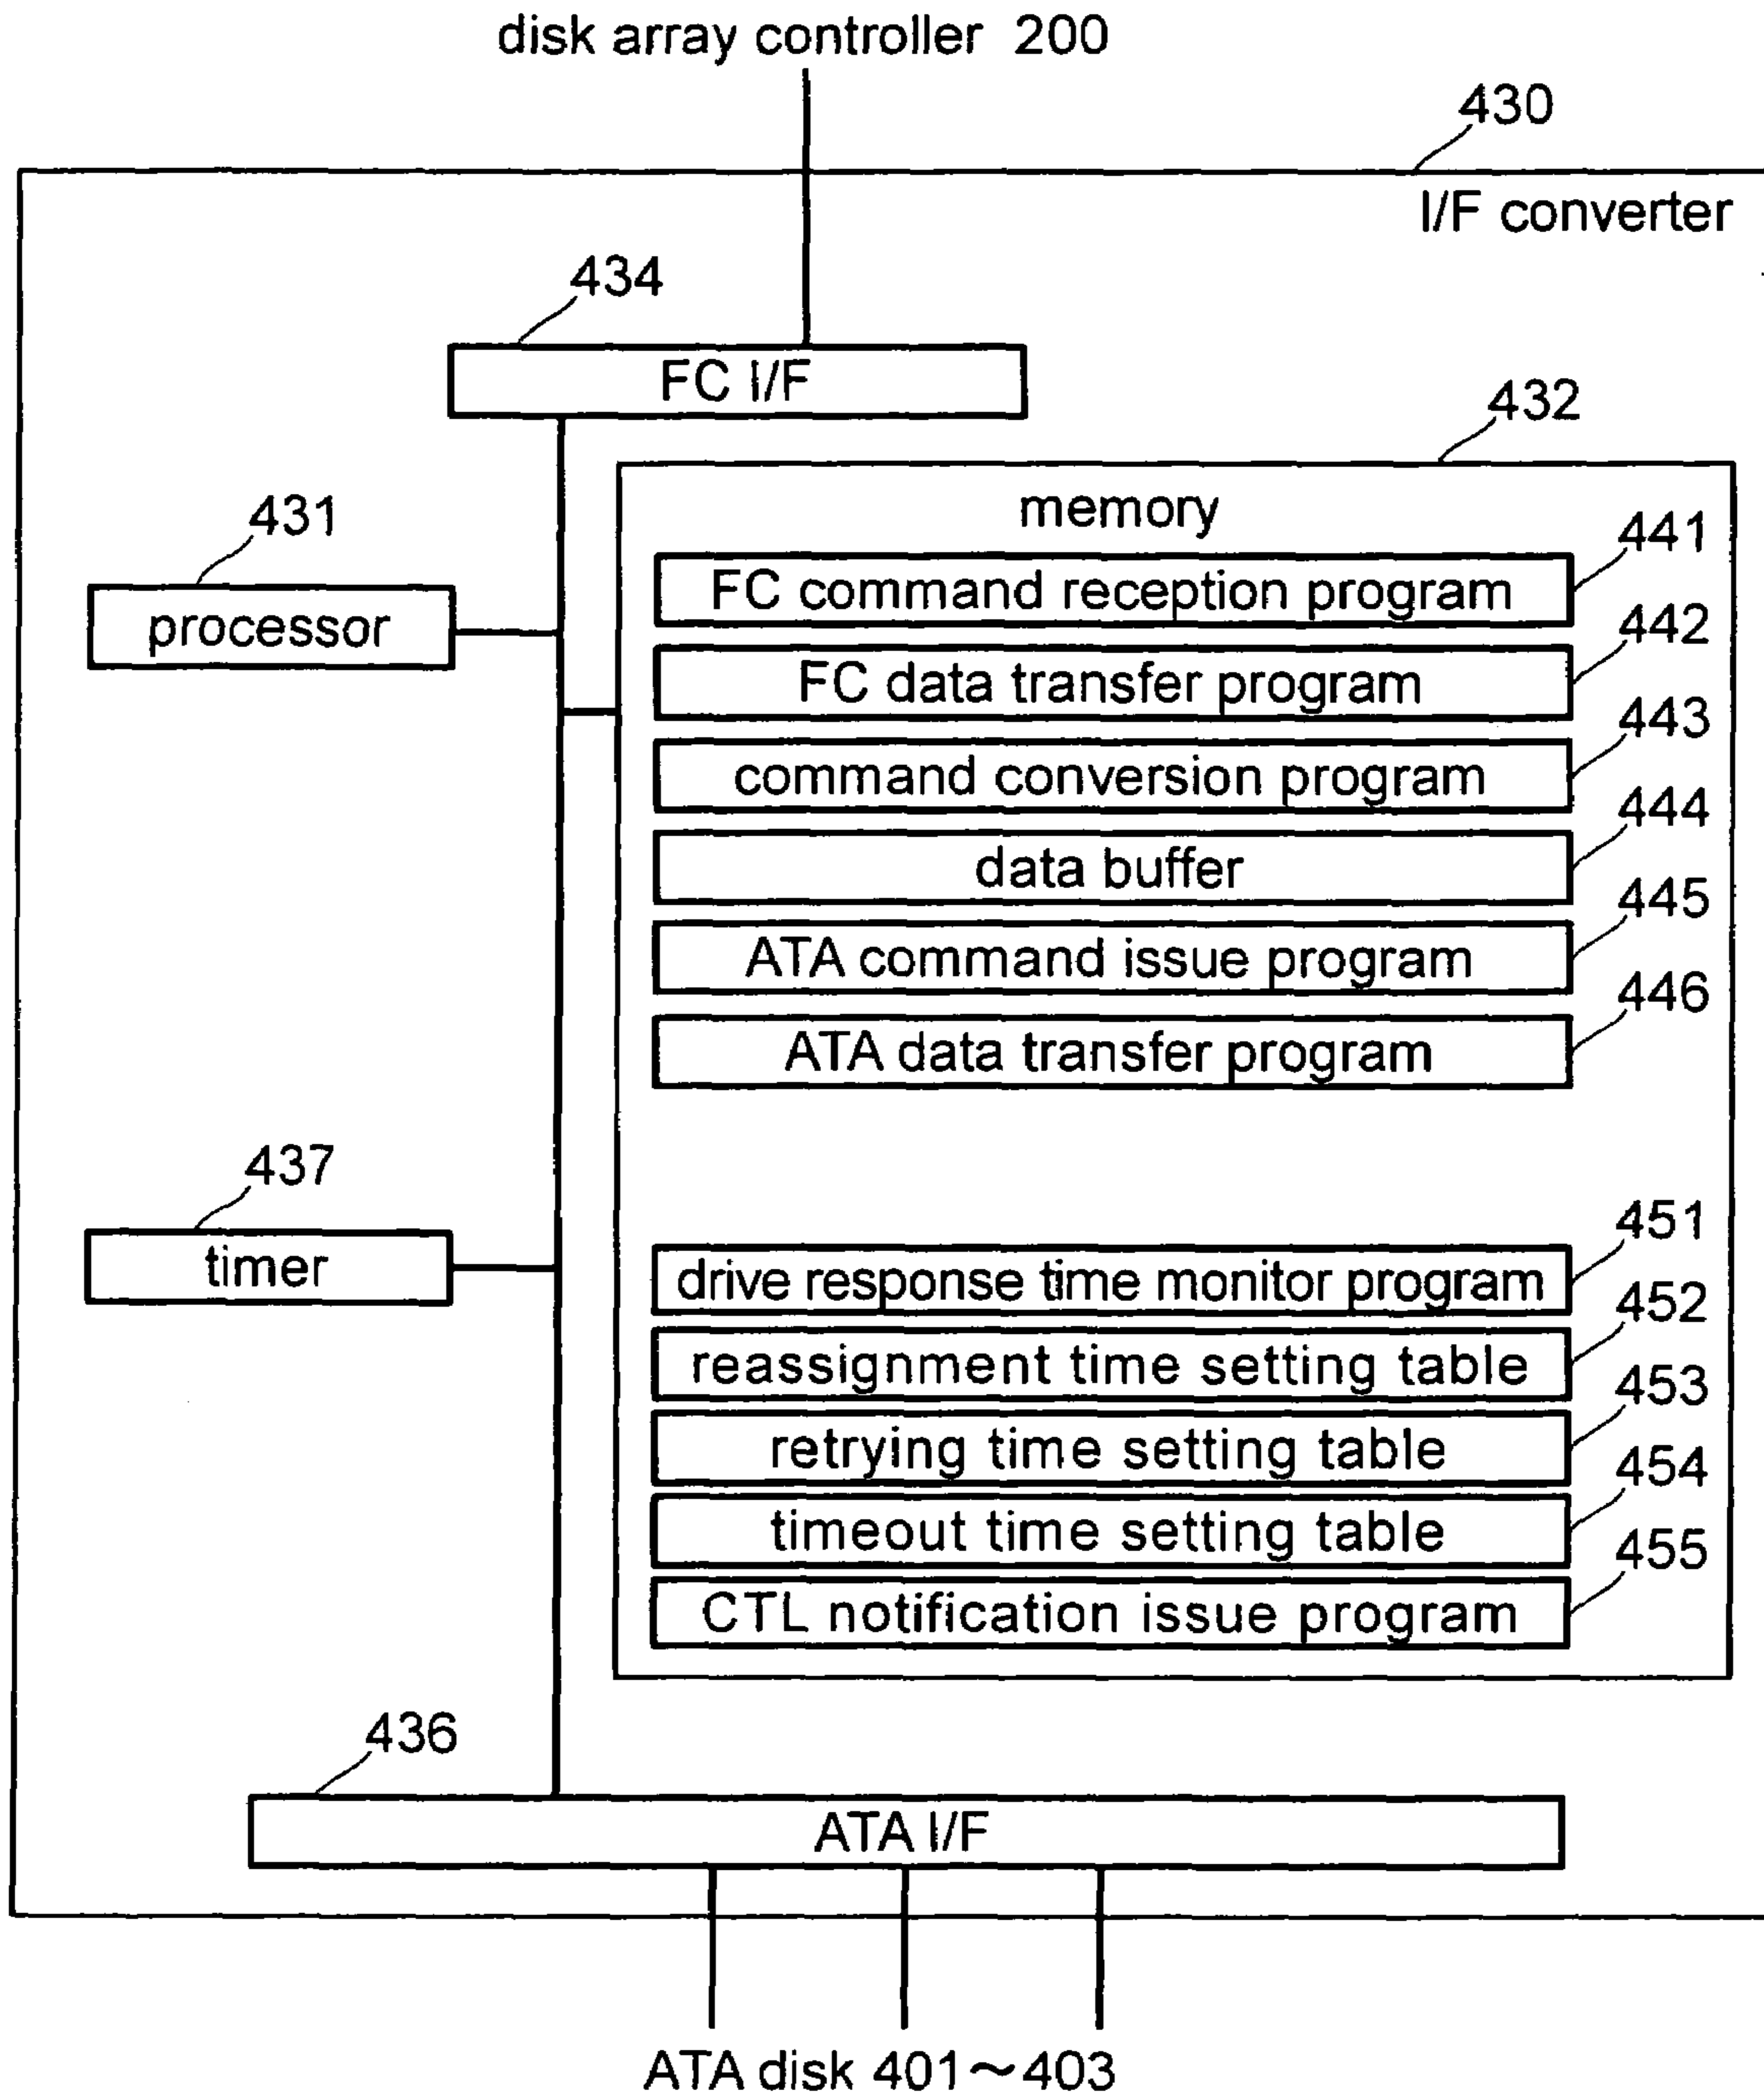 disk array controller 200
430
I/F converter
434
FC I/F
432
memory
431
processor
441
FC command reception program
442
FC data transfer program
443
command conversion program
444
data buffer
445
ATA command issue program
446
ATA data transfer program
437
timer
451
drive response time monitor program
452
reassignment time setting table
453
retrying time setting table
454
timeout time setting table
455
CTL notification issue program
436
ATA I/F
ATA disk 401～403